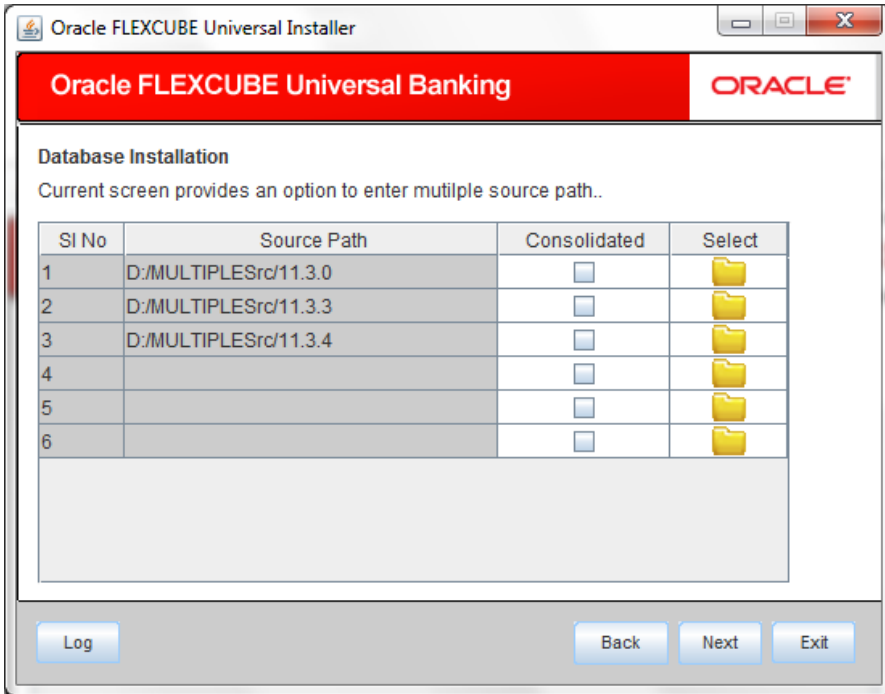 Oracle FLEXCUBE Universal Installer
Oracle FLEXCUBE Universal Banking
ORACLE®
Database Installation
Current screen provides an option to enter mutilple source path..
Sl No Source Path Consolidated Select
1 D:/MULTIPLESrc/11.3.0
2 D:/MULTIPLESrc/11.3.3
3 D:/MULTIPLESrc/11.3.4
4
5
6
Log Back Next Exit